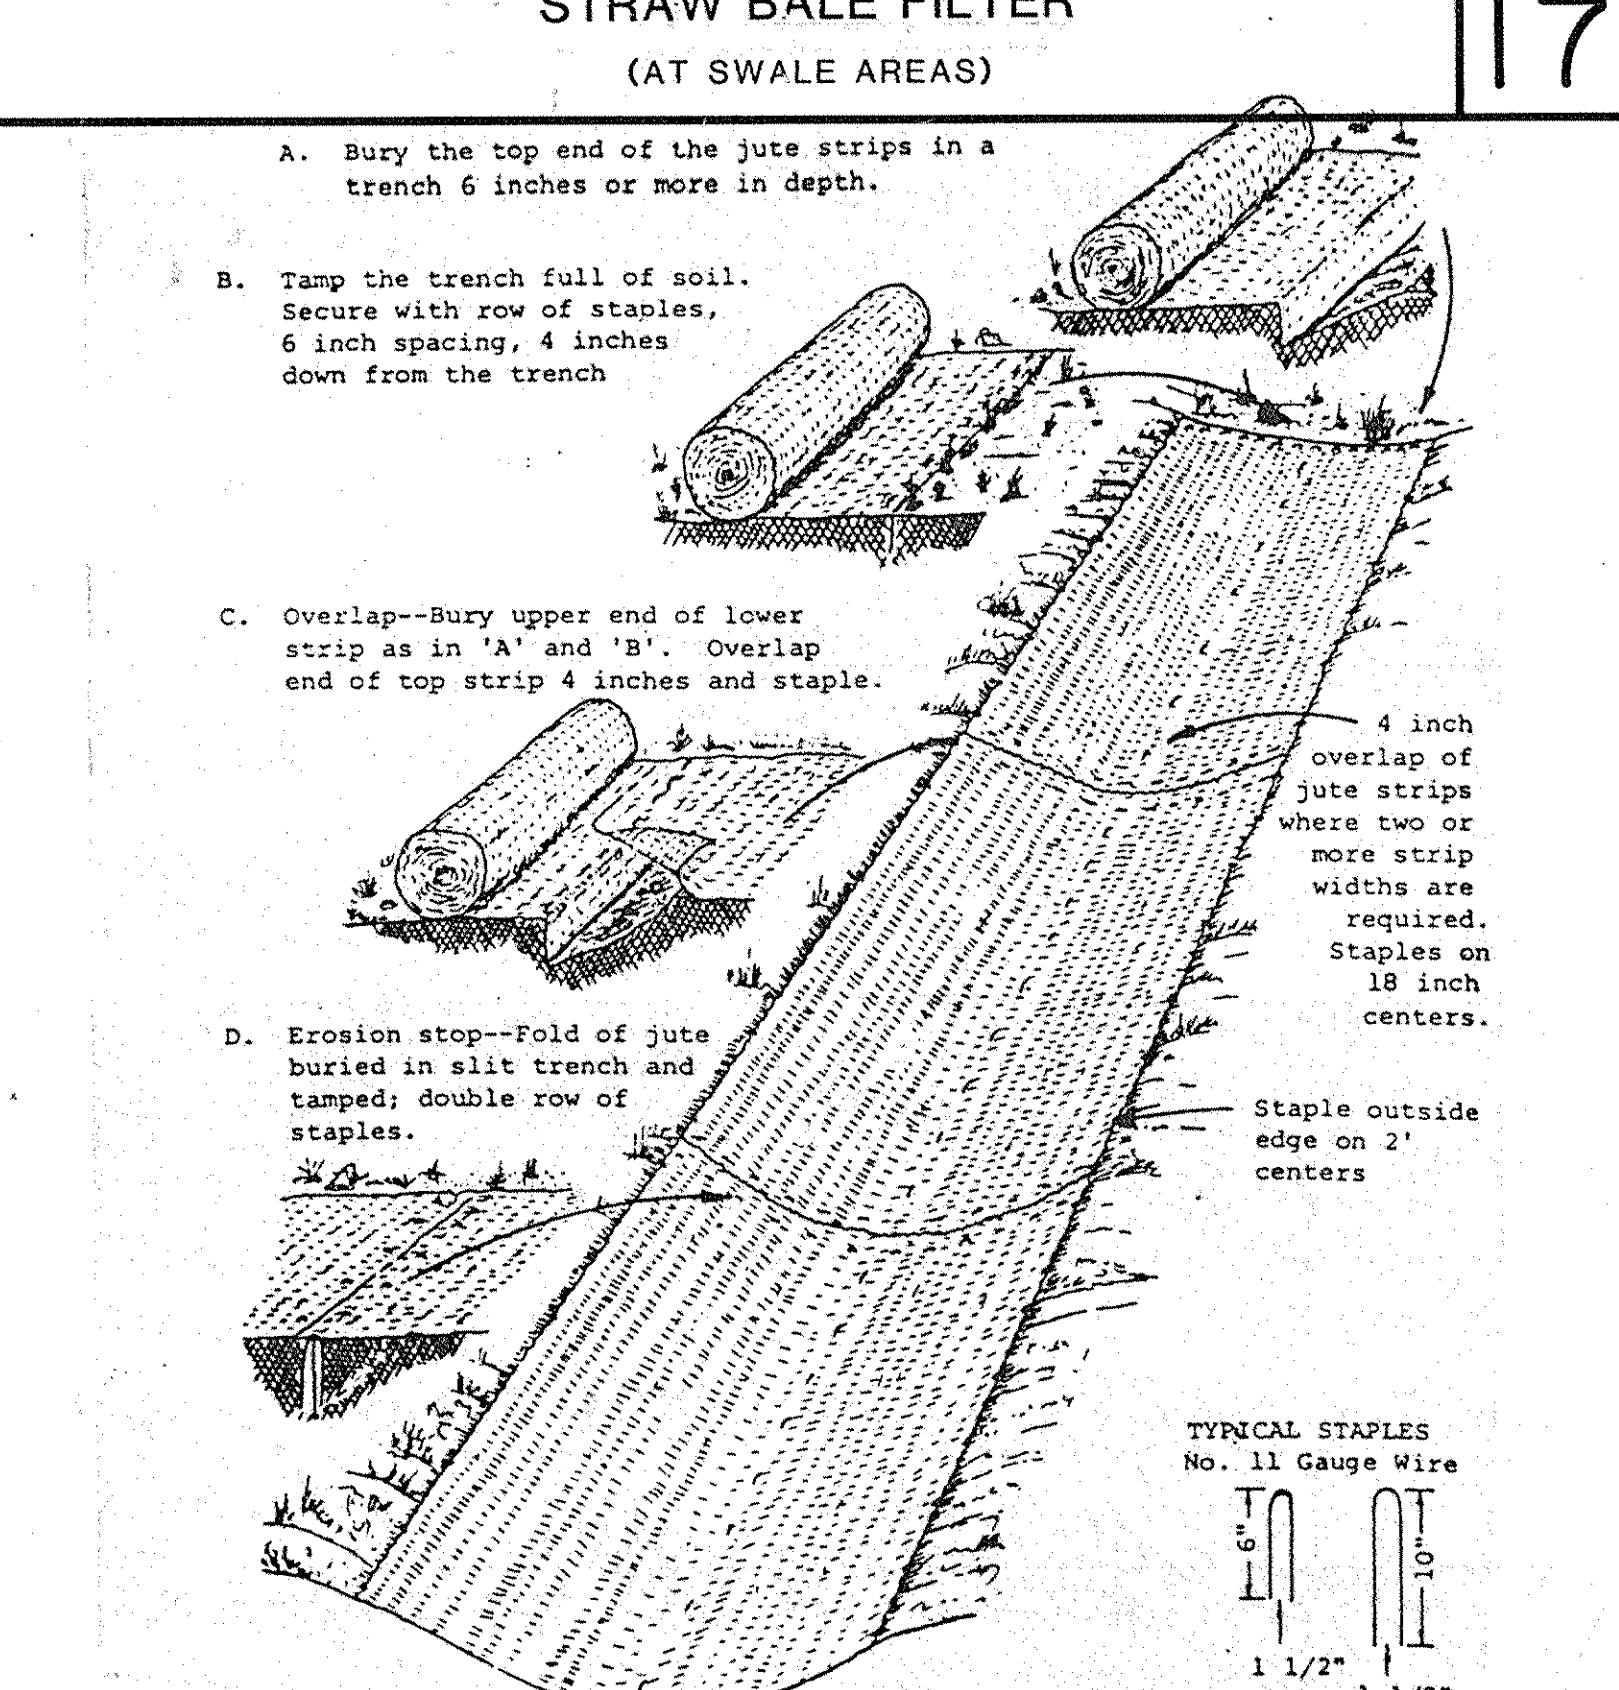 STRAW BALE FILTER
(AT SWALE AREAS)
17
A. Bury the top end of the jute strips in a
trench 6 inches or more in depth.
B. Tamp the trench full of soil.
Secure with row of staples,
6 inch spacing, 4 inches
down from the trench
C. Overlap--Bury upper end of lower
strip as in 'A' and 'B'. Overlap
end of top strip 4 inches and staple.
4 inch
overlap of
jute strips
where two or
more strip
widths are
required.
Staples on
18 inch
centers.
D. Erosion stop--Fold of jute
buried in slit trench and
tamped; double row of
staples.
Staple outside
edge on 2'
centers
TYPICAL STAPLES
No. 11 Gauge Wire
6"
10"
1 1/2"